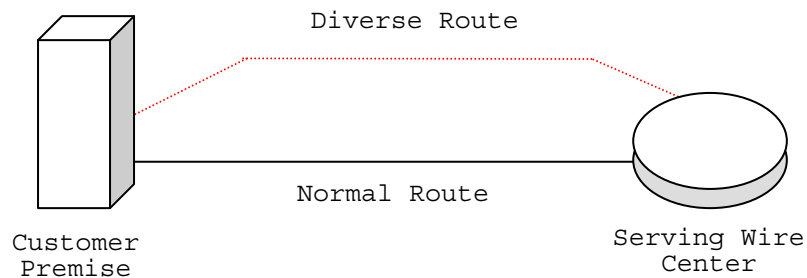 Diverse Route
Normal Route
Customer
Premise
Serving Wire
Center